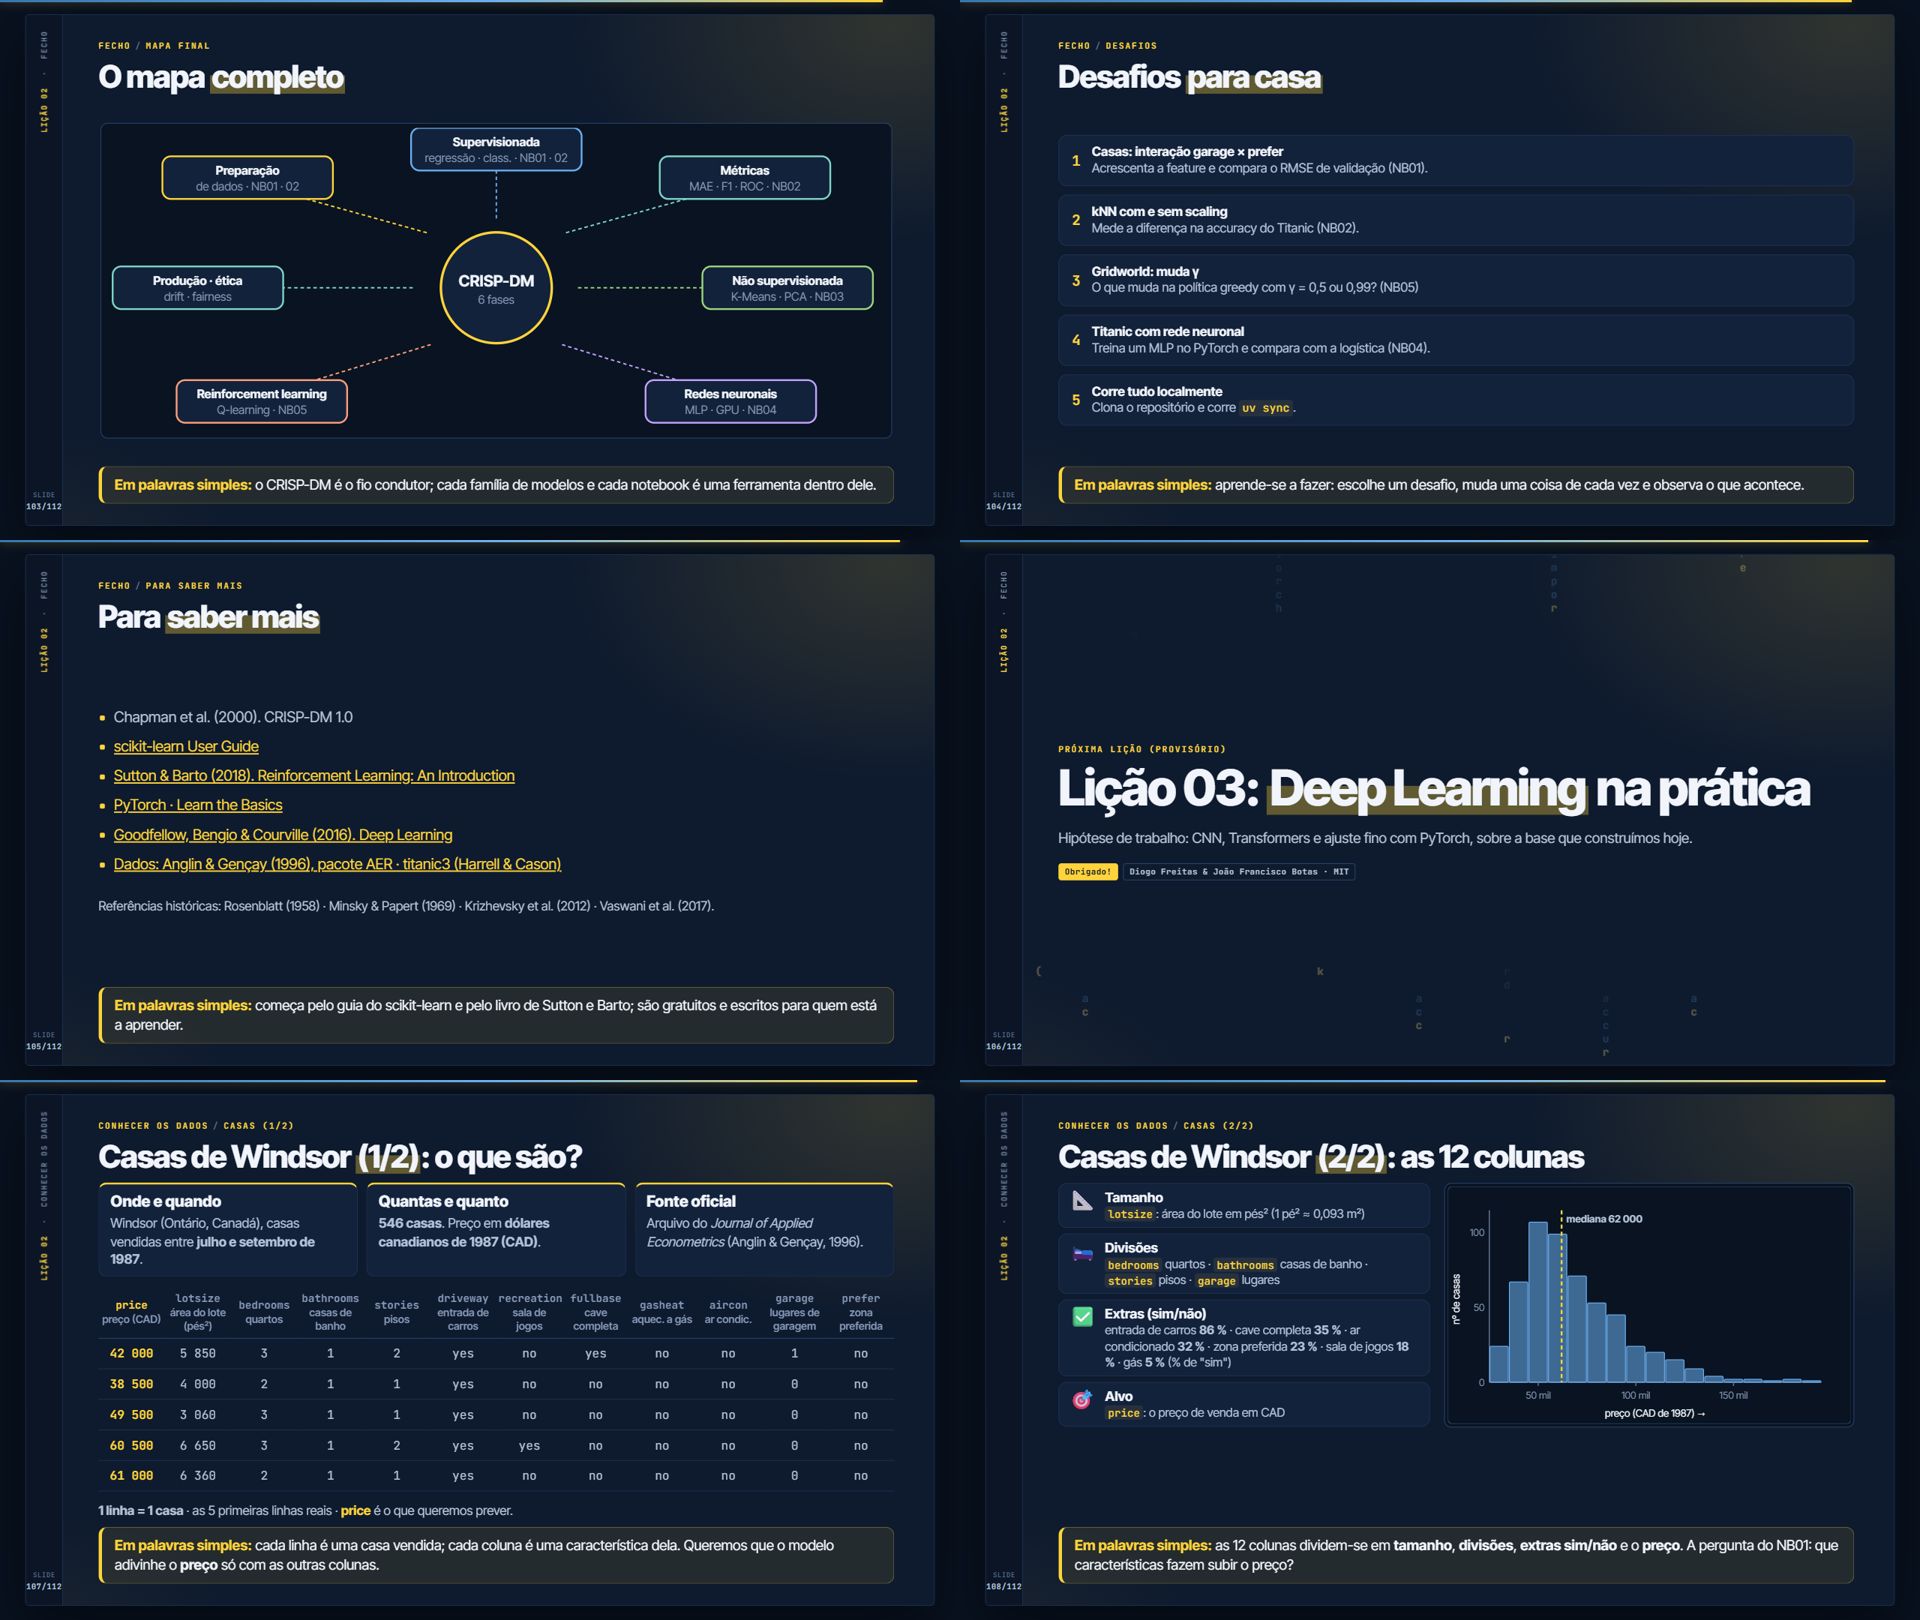 LIÇÃO 02 · FECHO
FECHO / MAPA FINAL
O mapa completo
Supervisionada
regressão · class. · NB01 · 02
Preparação
de dados · NB01 · 02
Métricas
MAE · F1 · ROC · NB02
CRISP-DM
6 fases
Produção · ética
drift · fairness
Não supervisionada
K-Means · PCA · NB03
Reinforcement learning
Q-learning · NB05
Redes neuronais
MLP · GPU · NB04
Em palavras simples: o CRISP-DM é o fio condutor; cada família de modelos e cada notebook é uma ferramenta dentro dele.
SLIDE
103/112
LIÇÃO 02 · FECHO
FECHO / DESAFIOS
Desafios para casa
1
Casas: interação garage × prefer
Acrescenta a feature e compara o RMSE de validação (NB01).
2
kNN com e sem scaling
Mede a diferença na accuracy do Titanic (NB02).
3
Gridworld: muda γ
O que muda na política greedy com γ = 0,5 ou 0,99? (NB05)
4
Titanic com rede neuronal
Treina um MLP no PyTorch e compara com a logística (NB04).
5
Corre tudo localmente
Clona o repositório e corre uv sync.
Em palavras simples: aprende-se a fazer: escolhe um desafio, muda uma coisa de cada vez e observa o que acontece.
SLIDE
104/112
LIÇÃO 02 · FECHO
FECHO / PARA SABER MAIS
Para saber mais
Chapman et al. (2000). CRISP-DM 1.0
scikit-learn User Guide
Sutton & Barto (2018). Reinforcement Learning: An Introduction
PyTorch · Learn the Basics
Goodfellow, Bengio & Courville (2016). Deep Learning
Dados: Anglin & Gençay (1996), pacote AER · titanic3 (Harrell & Cason)
Referências históricas: Rosenblatt (1958) · Minsky & Papert (1969) · Krizhevsky et al. (2012) · Vaswani et al. (2017).
Em palavras simples: começa pelo guia do scikit-learn e pelo livro de Sutton e Barto; são gratuitos e escritos para quem está
a aprender.
SLIDE
105/112
LIÇÃO 02 · FECHO
PRÓXIMA LIÇÃO (PROVISÓRIO)
Lição 03: Deep Learning na prática
Hipótese de trabalho: CNN, Transformers e ajuste fino com PyTorch, sobre a base que construímos hoje.
Obrigado!
Diogo Freitas & João Francisco Botas · MIT
SLIDE
106/112
LIÇÃO 02 · CONHECER OS DADOS
CONHECER OS DADOS / CASAS (1/2)
Casas de Windsor (1/2): o que são?
Onde e quando
Windsor (Ontário, Canadá), casas
vendidas entre julho e setembro de
1987.
Quantas e quanto
546 casas. Preço em dólares
canadianos de 1987 (CAD).
Fonte oficial
Arquivo do Journal of Applied
Econometrics (Anglin & Gençay, 1996).
price preço (CAD) lotsize área do lote (pés²) bedrooms quartos bathrooms casas de banho stories pisos driveway entrada de carros recreation sala de jogos fullbase cave completa gasheat aquec. a gás aircon ar condic. garage lugares de garagem prefer zona preferida
42 000 5 850 3 1 2 yes no yes no no 1 no
38 500 4 000 2 1 1 yes no no no no 0 no
49 500 3 060 3 1 1 yes no no no no 0 no
60 500 6 650 3 1 2 yes yes no no no 0 no
61 000 6 360 2 1 1 yes no no no no 0 no
1 linha = 1 casa · as 5 primeiras linhas reais · price é o que queremos prever.
Em palavras simples: cada linha é uma casa vendida; cada coluna é uma característica dela. Queremos que o modelo
adivinhe o preço só com as outras colunas.
SLIDE
107/112
LIÇÃO 02 · CONHECER OS DADOS
CONHECER OS DADOS / CASAS (2/2)
Casas de Windsor (2/2): as 12 colunas
Tamanho
lotsize: área do lote em pés² (1 pé² ≈ 0,093 m²)
Divisões
bedrooms quartos · bathrooms casas de banho ·
stories pisos · garage lugares
Extras (sim/não)
entrada de carros 86 % · cave completa 35 % · ar
condicionado 32 % · zona preferida 23 % · sala de jogos 18
% · gás 5 % (% de "sim")
Alvo
price: o preço de venda em CAD
mediana 62 000
100
50
0
nº de casas
50 mil 100 mil 150 mil
preço (CAD de 1987) →
Em palavras simples: as 12 colunas dividem-se em tamanho, divisões, extras sim/não e o preço. A pergunta do NB01: que
características fazem subir o preço?
SLIDE
108/112